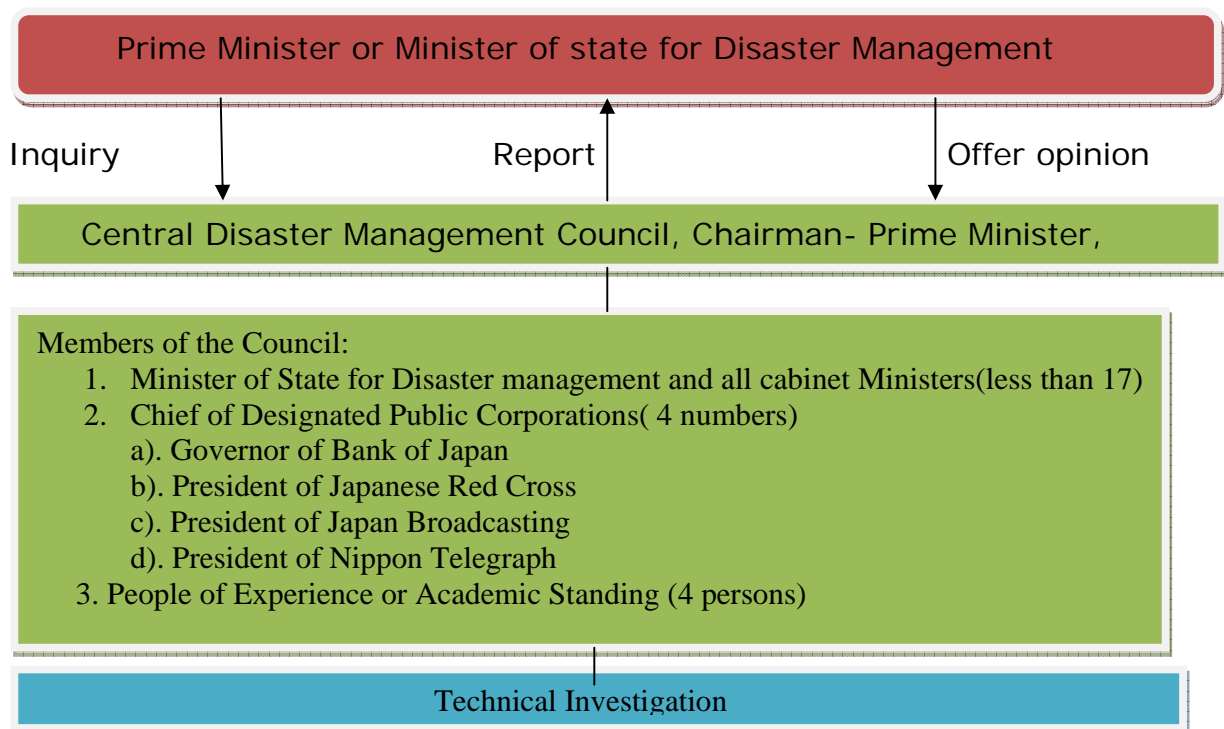 Prime Minister or Minister of state for Disaster Management
Inquiry
Report
Offer opinion
Central Disaster Management Council, Chairman- Prime Minister,
Members of the Council:
1. Minister of State for Disaster management and all cabinet Ministers(less than 17)
2. Chief of Designated Public Corporations( 4 numbers)
a). Governor of Bank of Japan
b). President of Japanese Red Cross
c). President of Japan Broadcasting
d). President of Nippon Telegraph
3. People of Experience or Academic Standing (4 persons)
Technical Investigation